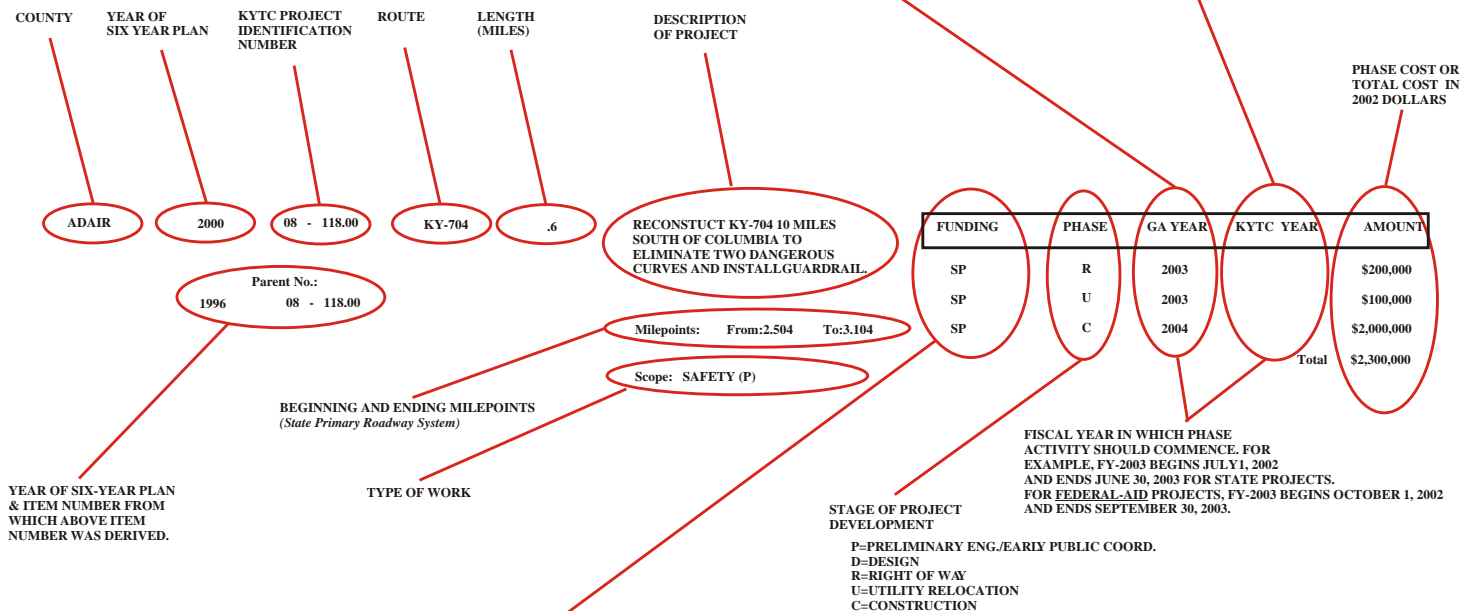 COUNTY
YEAR OF
SIX YEAR PLAN
KYTC PROJECT
IDENTIFICATION
NUMBER
ROUTE
LENGTH
(MILES)
DESCRIPTION
OF PROJECT
PHASE COST OR
TOTAL COST IN
2002 DOLLARS
ADAIR 2000 08 - 118.00 KY-704 .6
RECONSTUCT KY-704 10 MILES
SOUTH OF COLUMBIA TO
ELIMINATE TWO DANGEROUS
CURVES AND INSTALLGUARDRAIL.
FUNDING PHASE GA YEAR KYTC YEAR AMOUNT
SP R 2003 $200,000
SP U 2003 $100,000
SP C 2004 $2,000,000
Total $2,300,000
Parent No.:
1996 08 - 118.00
Milepoints: From:2.504 To:3.104
Scope: SAFETY (P)
BEGINNING AND ENDING MILEPOINTS
(State Primary Roadway System)
TYPE OF WORK
YEAR OF SIX-YEAR PLAN
& ITEM NUMBER FROM
WHICH ABOVE ITEM
NUMBER WAS DERIVED.
FISCAL YEAR IN WHICH PHASE
ACTIVITY SHOULD COMMENCE. FOR
EXAMPLE, FY-2003 BEGINS JULY1, 2002
AND ENDS JUNE 30, 2003 FOR STATE PROJECTS.
FOR FEDERAL-AID PROJECTS, FY-2003 BEGINS OCTOBER 1, 2002
AND ENDS SEPTEMBER 30, 2003.
STAGE OF PROJECT
DEVELOPMENT
P=PRELIMINARY ENG./EARLY PUBLIC COORD.
D=DESIGN
R=RIGHT OF WAY
U=UTILITY RELOCATION
C=CONSTRUCTION